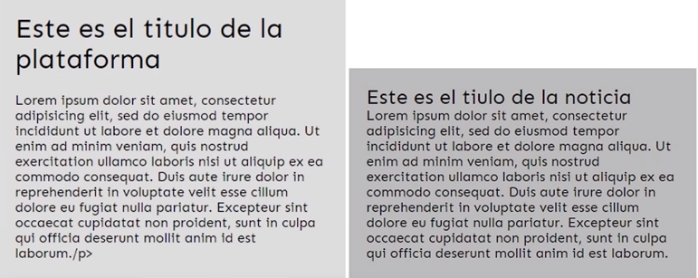 Este es el titulo de la
plataforma
Lorem ipsum dolor sit amet, consectetur
adipisicing elit, sed do eiusmod tempor
incididunt ut labore et dolore magna aliqua. Ut
enim ad minim veniam, quis nostrud
exercitation ullamco laboris nisi ut aliquip ex ea
commodo consequat. Duis aute irure dolor in
reprehenderit in voluptate velit esse cillum
dolore eu fugiat nulla pariatur. Excepteur sint
occaecat cupidatat non proident, sunt in culpa
qui officia deserunt mollit anim id est
laborum./p>
Este es el tiulo de la noticia
Lorem ipsum dolor sit amet, consectetur
adipisicing elit, sed do eiusmod tempor
incididunt ut labore et dolore magna aliqua. Ut
enim ad minim veniam, quis nostrud
exercitation ullamco laboris nisi ut aliquip ex ea
commodo consequat. Duis aute irure dolor in
reprehenderit in voluptate velit esse cillum
dolore eu fugiat nulla pariatur. Excepteur sint
occaecat cupidatat non proident, sunt in culpa
qui officia deserunt mollit anim id est laborum.